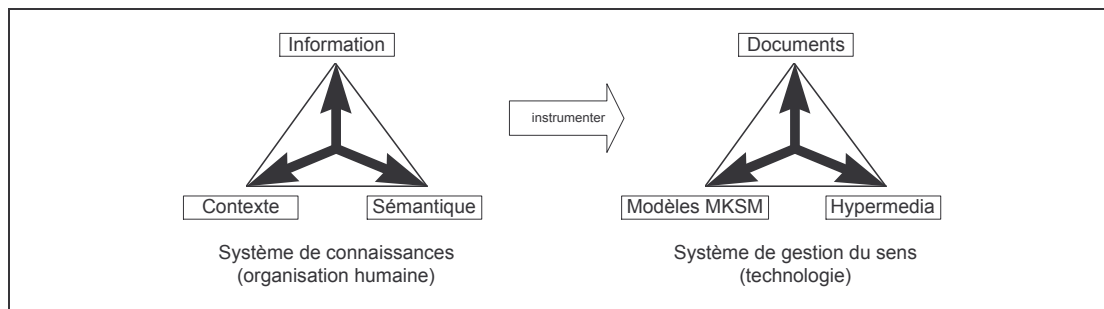 Information
Contexte
Sémantique
Système de connaissances
(organisation humaine)
instrumenter
Documents
Modèles MKSM
Hypermedia
Système de gestion du sens
(technologie)